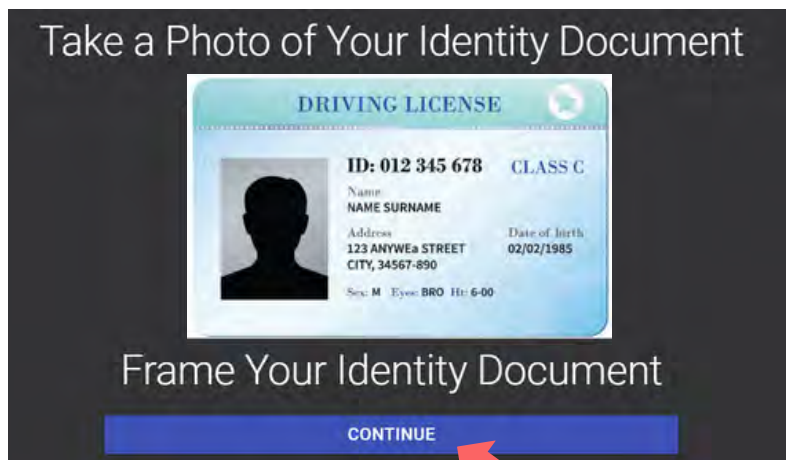 Take a Photo of Your Identity Document
DRIVING LICENSE
ID: 012 345 678 CLASS C
Name
NAME SURNAME
Address Date of birth
123 ANYWEa STREET 02/02/1985
CITY, 34567-890
Sex: M Eyes: BRO Ht: 6-00
Frame Your Identity Document
CONTINUE